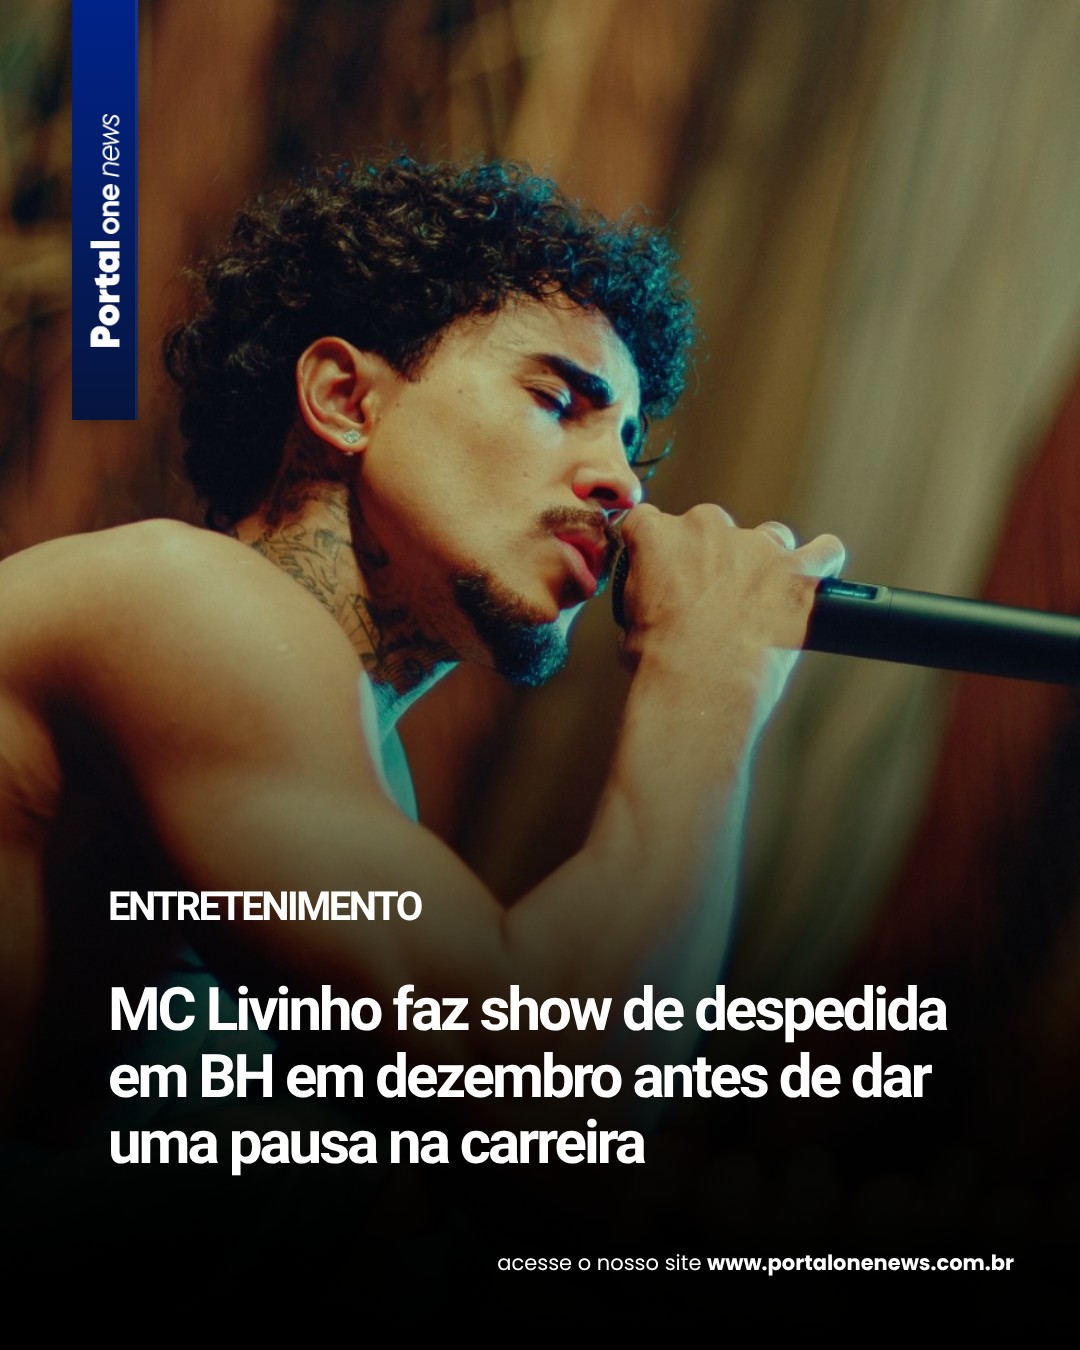 Portal one news
ENTRETENIMENTO
MC Livinho faz show de despedida
em BH em dezembro antes de dar
uma pausa na carreira
acesse o nosso site www.portalonenews.com.br